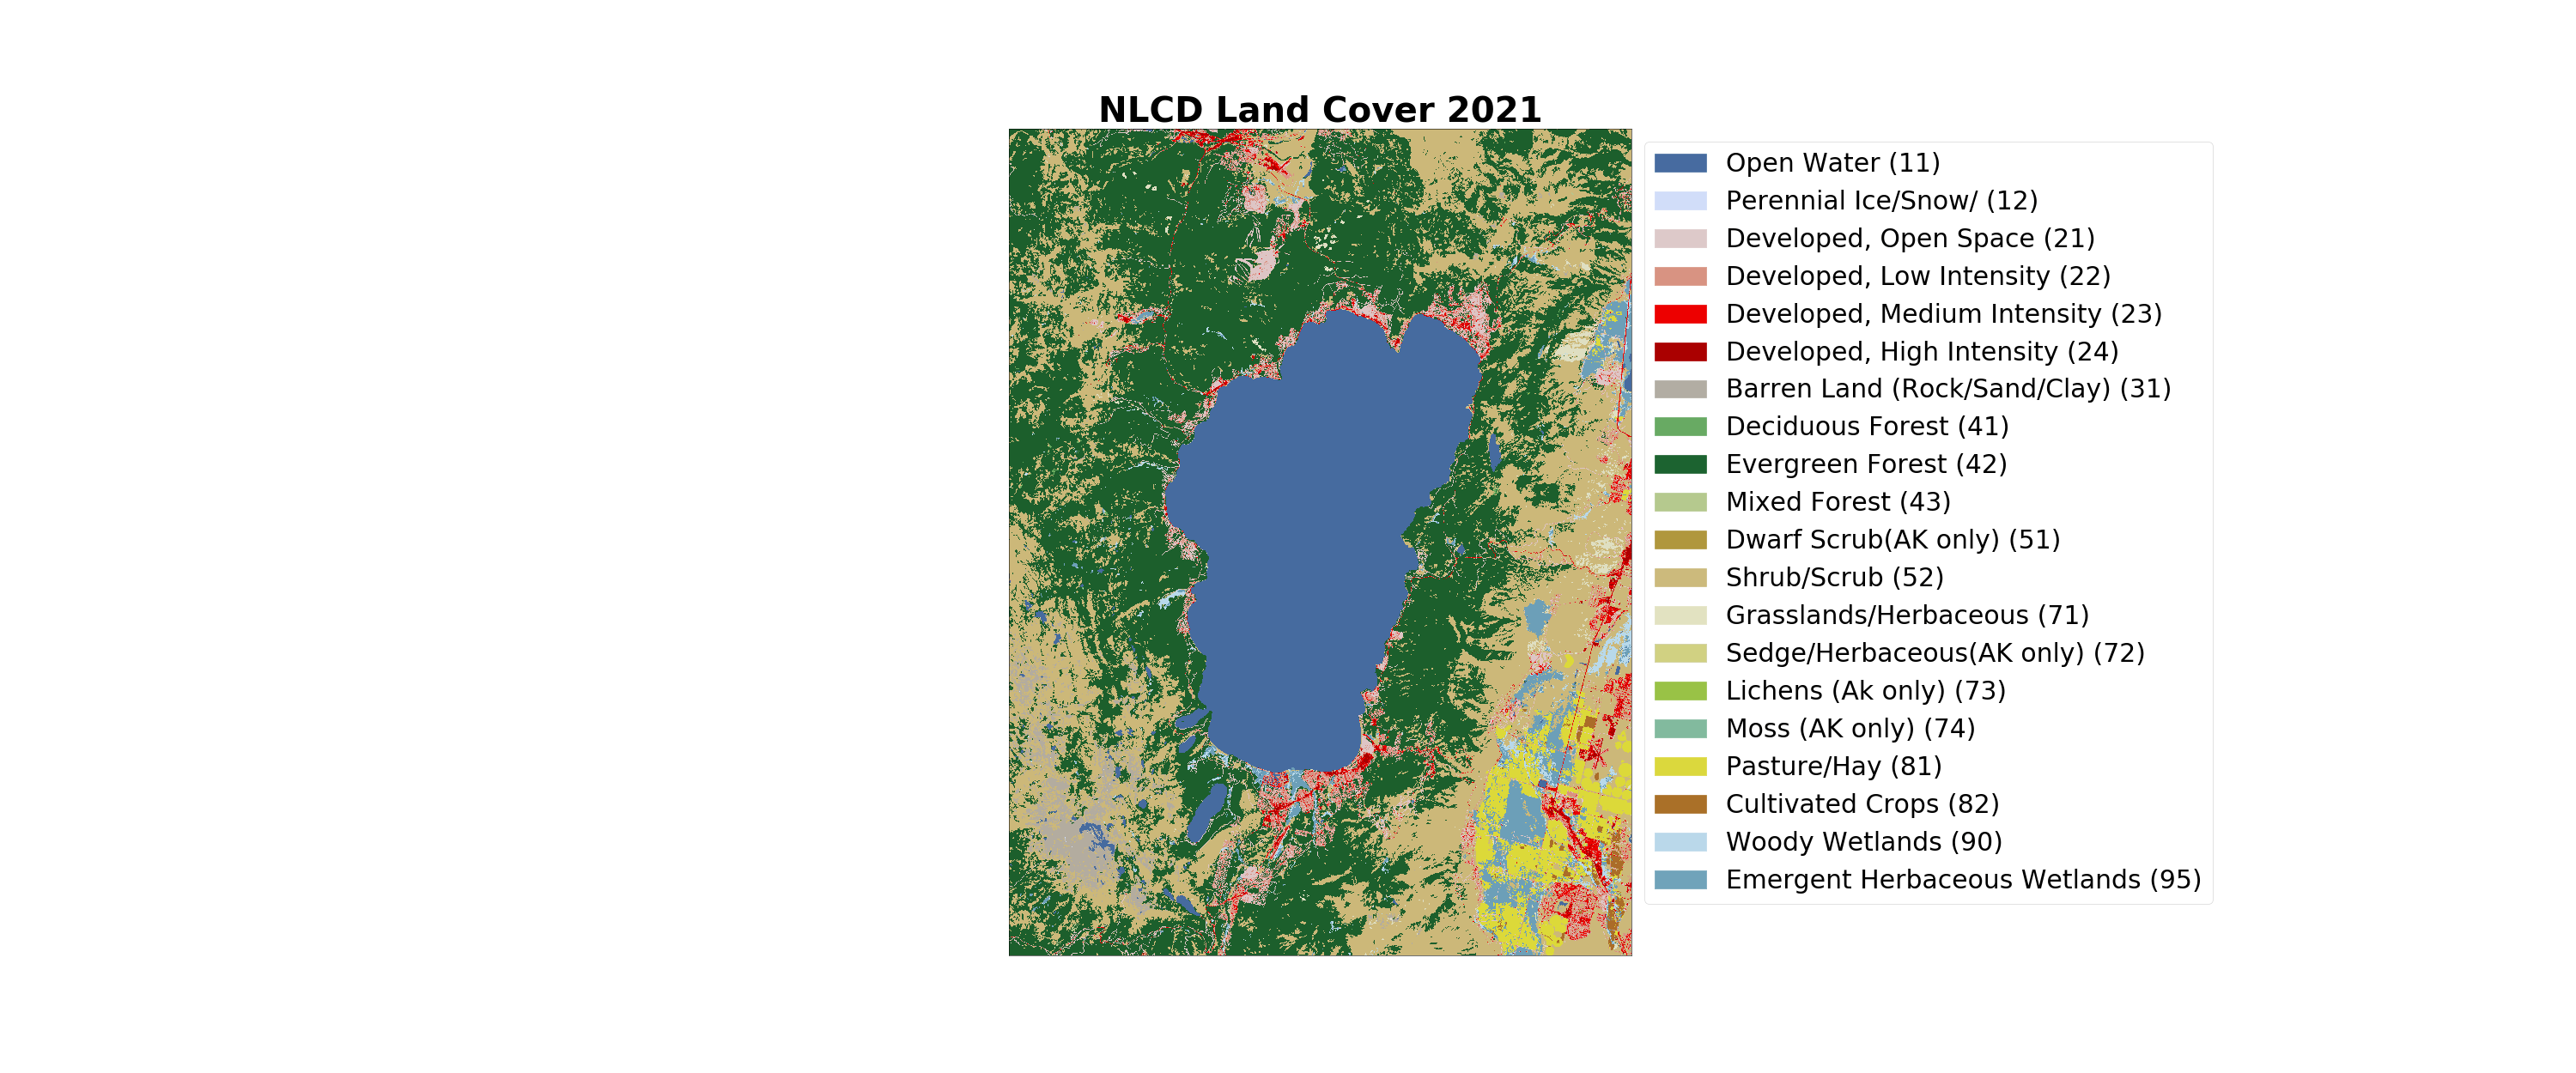 NLCD Land Cover 2021
Open Water (11)
Perennial Ice/Snow/ (12)
Developed, Open Space (21)
Developed, Low Intensity (22)
Developed, Medium Intensity (23)
Developed, High Intensity (24)
Barren Land (Rock/Sand/Clay) (31)
Deciduous Forest (41)
Evergreen Forest (42)
Mixed Forest (43)
Dwarf Scrub(AK only) (51)
Shrub/Scrub (52)
Grasslands/Herbaceous (71)
Sedge/Herbaceous(AK only) (72)
Lichens (Ak only) (73)
Moss (AK only) (74)
Pasture/Hay (81)
Cultivated Crops (82)
Woody Wetlands (90)
Emergent Herbaceous Wetlands (95)